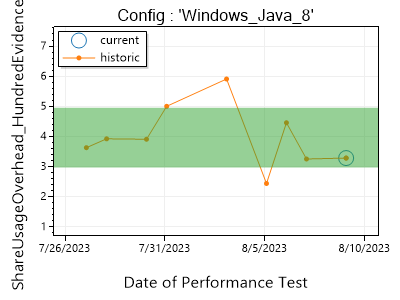 Config : 'Windows_Java_8'
current
historic
ShareUsageOverhead_HundredEvidence
7
6
5
4
3
2
1
7/26/2023
7/31/2023
8/5/2023
8/10/2023
Date of Performance Test